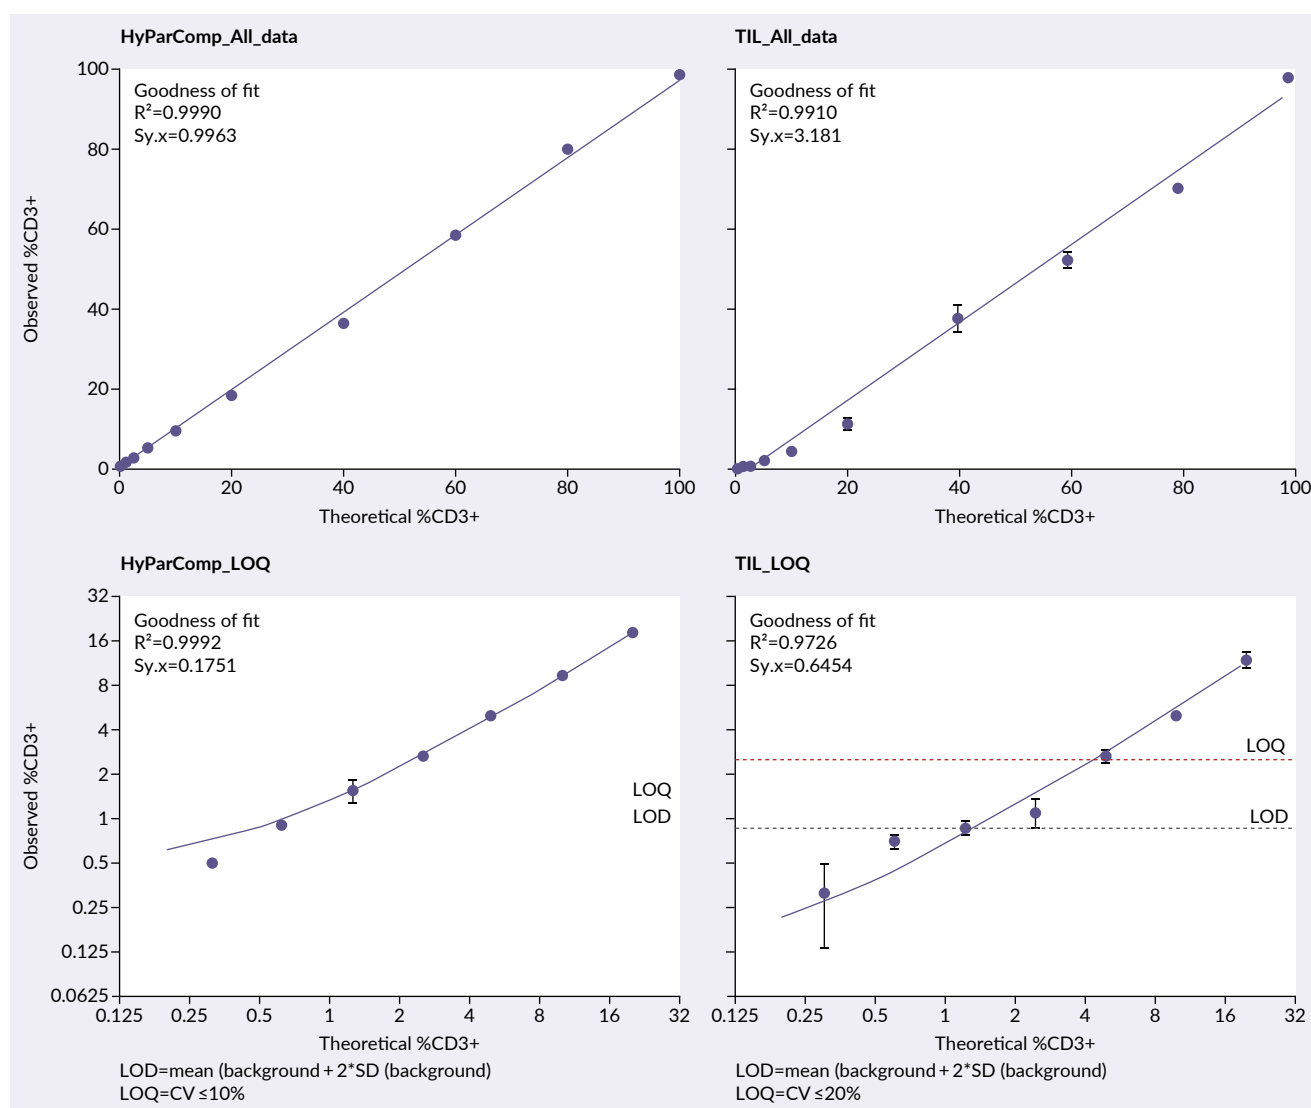 HyParComp_All_data
TIL_All_data
Goodness of fit
R²=0.9990
Sy.x=0.9963
Goodness of fit
R²=0.9910
Sy.x=3.181
Observed %CD3+
100
80
60
40
20
0
0 20 40 60 80 100
0 20 40 60 80 100
Theoretical %CD3+
Theoretical %CD3+
HyParComp_LOQ
TIL_LOQ
Goodness of fit
R²=0.9992
Sy.x=0.1751
Goodness of fit
R²=0.9726
Sy.x=0.6454
Observed %CD3+
32
16
8
4
2
1
0.5
0.25
0.125
0.0625
LOQ
LOD
LOQ
LOD
0.125 0.25 0.5 1 2 4 8 16 32
0.125 0.25 0.5 1 2 4 8 16 32
Theoretical %CD3+
Theoretical %CD3+
LOD=mean (background+2*SD (background)
LOQ=CV ≤10%
LOD=mean (background+2*SD (background)
LOQ=CV ≤20%